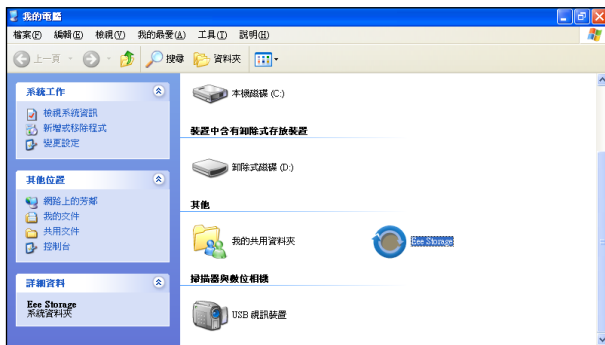 我的電腦
檔案(F) 編輯(E) 檢視(V) 我的最愛(A) 工具(T) 說明(H)
上一頁 搜尋 資料夾
系統工作
檢視系統資訊
新增或移除程式
變更設定
其他位置
網路上的芳鄰
我的文件
共用文件
控制台
詳細資料
Eee Storage
系統資料夾
本機磁碟 (C:)
裝置中含有卸除式存放裝置
卸除式磁碟 (D:)
其他
我的共用資料夾 Eee Storage
掃描器與數位相機
USB 視訊裝置